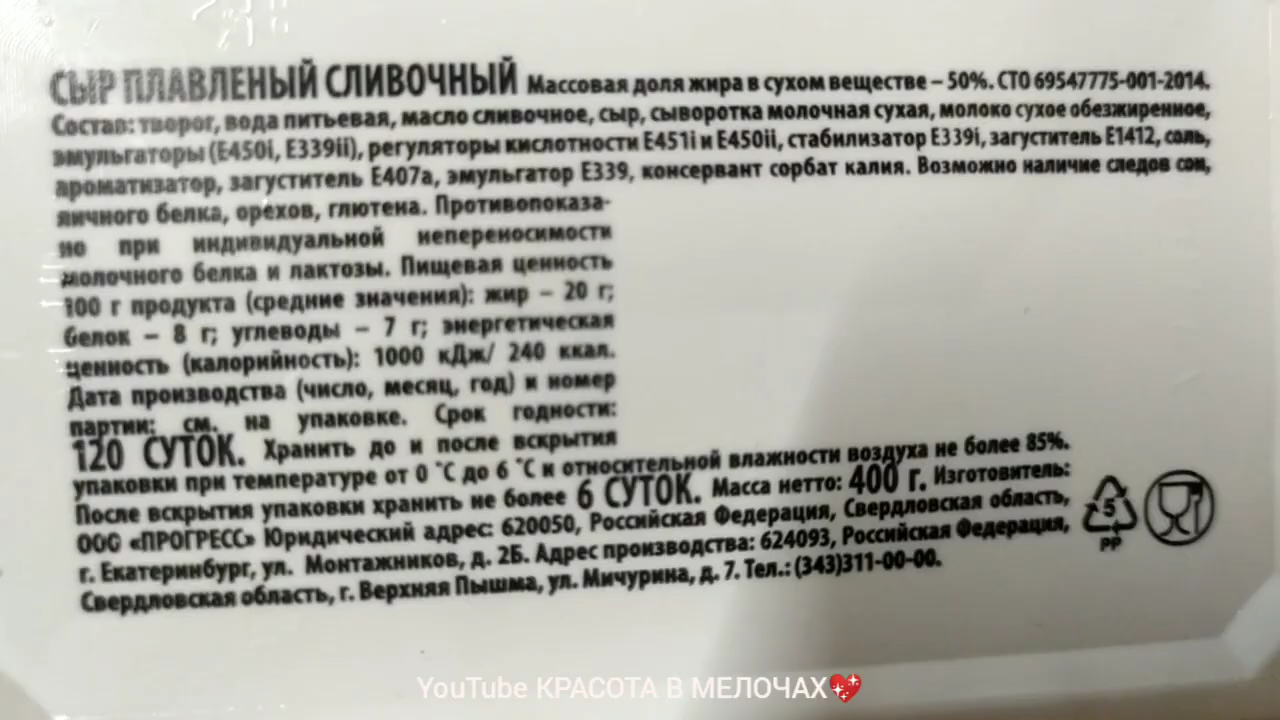 СЫР ПЛАВЛЕНЫЙ СЛИВОЧНЫЙ Массовая доля жира в сухом веществе – 50%. СТО 69547775-001-2014.
Состав: творог, вода питьевая, масло сливочное, сыр, сыворотка молочная сухая, молоко сухое обезжиренное,
эмульгаторы (Е450i, Е339ii), регуляторы кислотности Е451i и Е450ii, стабилизатор Е339i, загуститель Е1412, соль,
ароматизатор, загуститель Е407а, эмульгатор Е339, консервант сорбат калия. Возможно наличие следов сои,
яичного белка, орехов, глютена. Противопоказа-
но при индивидуальной непереносимости
молочного белка и лактозы. Пищевая ценность
100 г продукта (средние значения): жир – 20 г;
белок – 8 г; углеводы – 7 г; энергетическая
ценность (калорийность): 1000 кДж/ 240 ккал.
Дата производства (число, месяц, год) и номер
партии: см. на упаковке. Срок годности:
120 СУТОК. Хранить до и после вскрытия
упаковки при температуре от 0 °С до 6 °С и относительной влажности воздуха не более 85%.
После вскрытия упаковки хранить не более 6 СУТОК. Масса нетто: 400 г. Изготовитель:
ООО «ПРОГРЕСС» Юридический адрес: 620050, Российская Федерация, Свердловская область,
г. Екатеринбург, ул. Монтажников, д. 2Б. Адрес производства: 624093, Российская Федерация,
Свердловская область, г. Верхняя Пышма, ул. Мичурина, д. 7. Тел.: (343)311-00-00.
5
PP
YouTube КРАСОТА В МЕЛОЧАХ💖